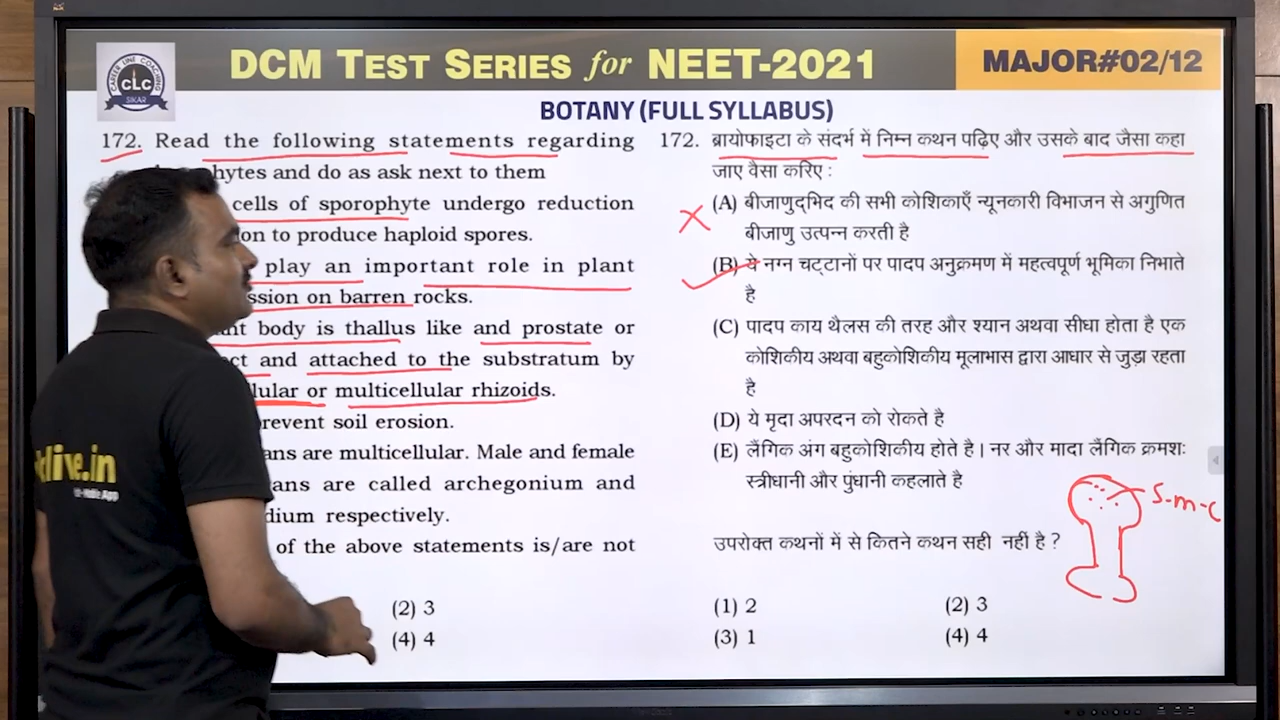 CAREER LINE COACHING
CLC
SIKAR
DCM TEST SERIES for NEET-2021
MAJOR#02/12
BOTANY (FULL SYLLABUS)
172. Read the following statements regarding
hytes and do as ask next to them
cells of sporophyte undergo reduction
on to produce haploid spores.
play an important role in plant
ssion on barren rocks.
nt body is thallus like and prostate or
ct and attached to the substratum by
lular or multicellular rhizoids.
revent soil erosion.
ans are multicellular. Male and female
gans are called archegonium and
dium respectively.
of the above statements is/are not
(2) 3
(4) 4
172. ब्रायोफाइटा के संदर्भ में निम्न कथन पढ़िए और उसके बाद जैसा कहा
जाए वैसा करिए :
(A) बीजाणुद्भिद की सभी कोशिकाएँ न्यूनकारी विभाजन से अगुणित
बीजाणु उत्पन्न करती है
(B) ये नग्न चट्टानों पर पादप अनुक्रमण में महत्वपूर्ण भूमिका निभाते
है
(C) पादप काय थैलस की तरह और श्यान अथवा सीधा होता है एक
कोशिकीय अथवा बहुकोशिकीय मूलाभास द्वारा आधार से जुड़ा रहता
है
(D) ये मृदा अपरदन को रोकते है
(E) लैंगिक अंग बहुकोशिकीय होते है। नर और मादा लैंगिक क्रमशः
स्त्रीधानी और पुंधानी कहलाते है
S-m-c
उपरोक्त कथनों में से कितने कथन सही नहीं है ?
(1) 2
(2) 3
(3) 1
(4) 4
live.in